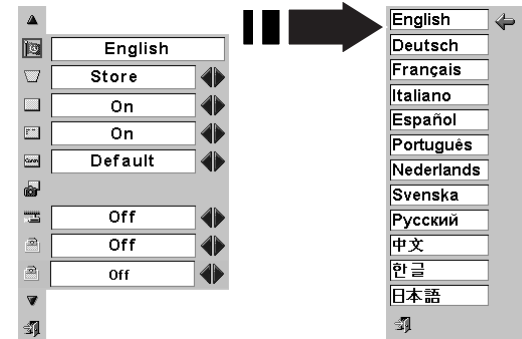 English
Store
On
On
Default
Off
Off
Off
English
Deutsch
Français
Italiano
Español
Português
Nederlands
Svenska
Русский
中文
한글
日本語